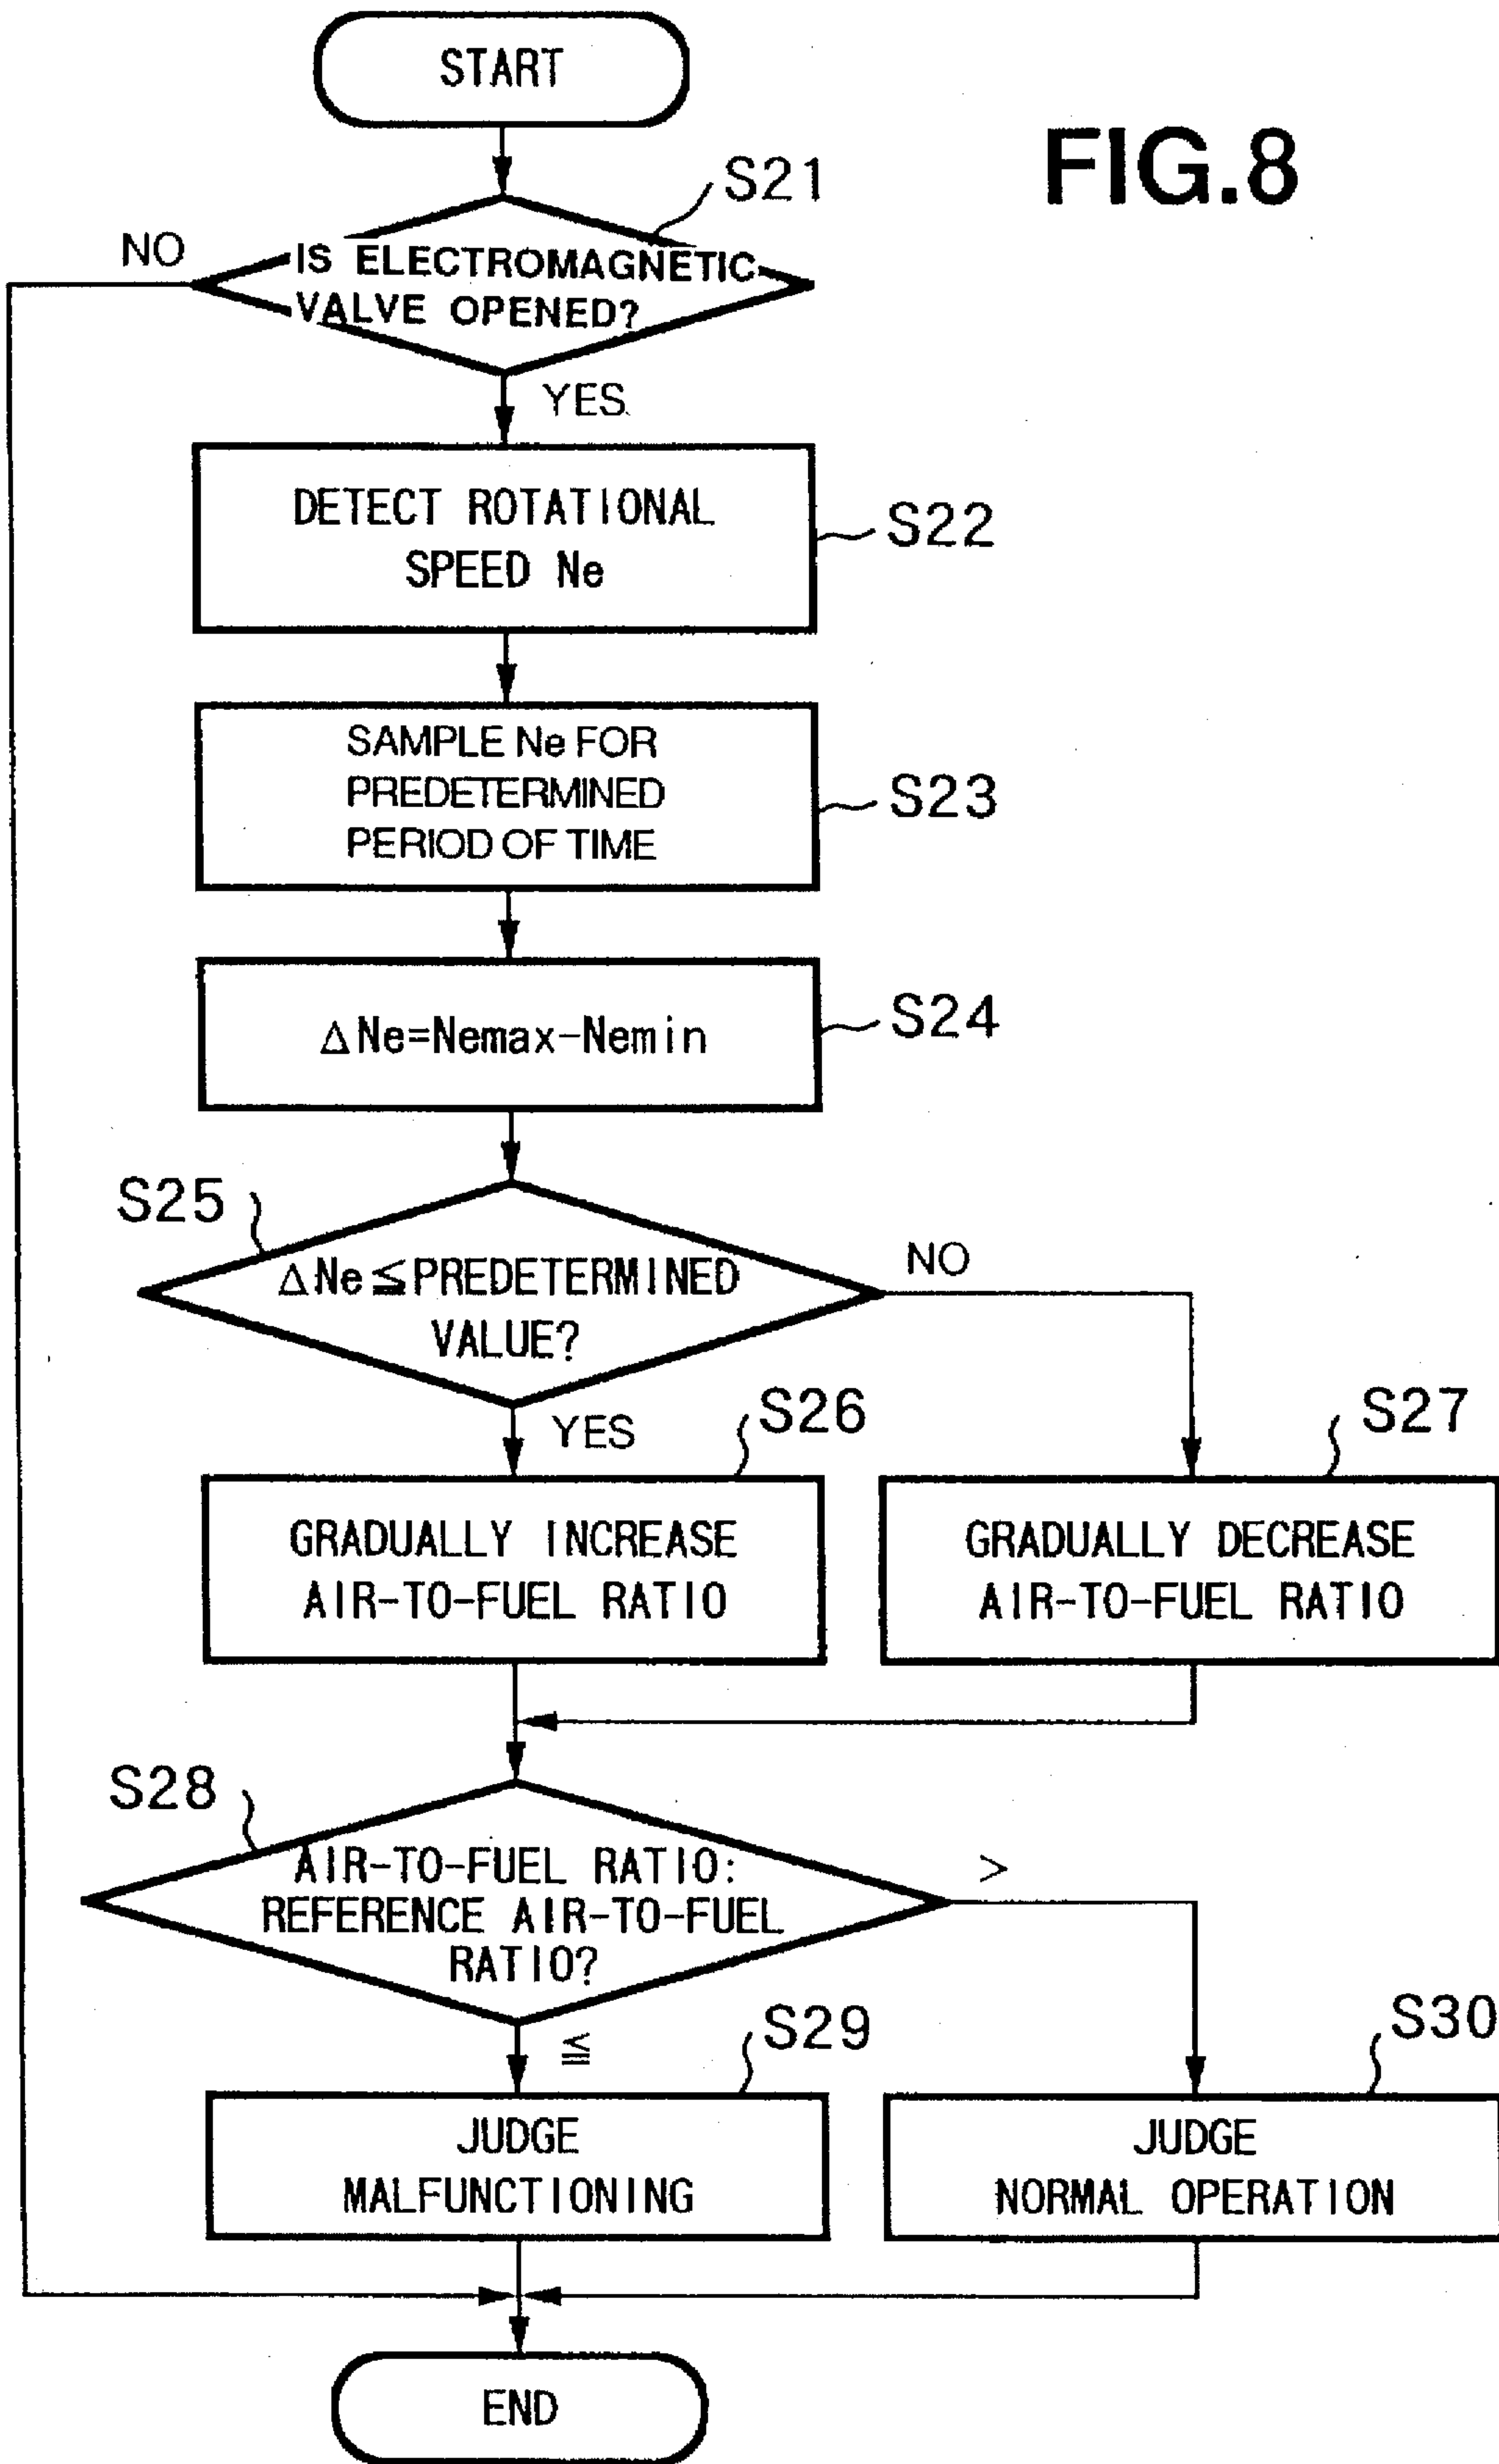 START
FIG.8
S21
NO
IS ELECTROMAGNETIC
VALVE OPENED?
YES
DETECT ROTATIONAL
SPEED Ne
S22
SAMPLE Ne FOR
PREDETERMINED
PERIOD OF TIME
S23
ΔNe=Nemax-Nemin
S24
S25
ΔNe≦PREDETERMINED
VALUE?
NO
YES
S26
S27
GRADUALLY INCREASE
AIR-TO-FUEL RATIO
GRADUALLY DECREASE
AIR-TO-FUEL RATIO
S28
AIR-TO-FUEL RATIO:
REFERENCE AIR-TO-FUEL
RATIO?
>
≦
S29
S30
JUDGE
MALFUNCTIONING
JUDGE
NORMAL OPERATION
END